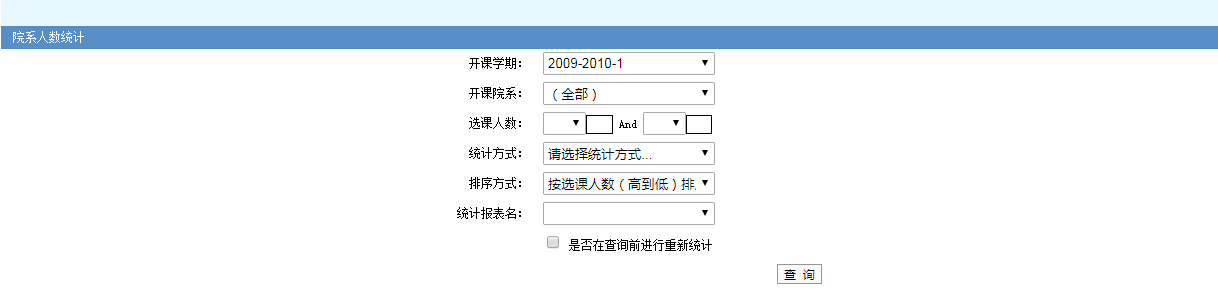 院系人数统计
开课学期： 2009-2010-1
开课院系： （全部）
选课人数： And
统计方式： 请选择统计方式...
排序方式： 按选课人数（高到低）排
统计报表名：
是否在查询前进行重新统计
查 询